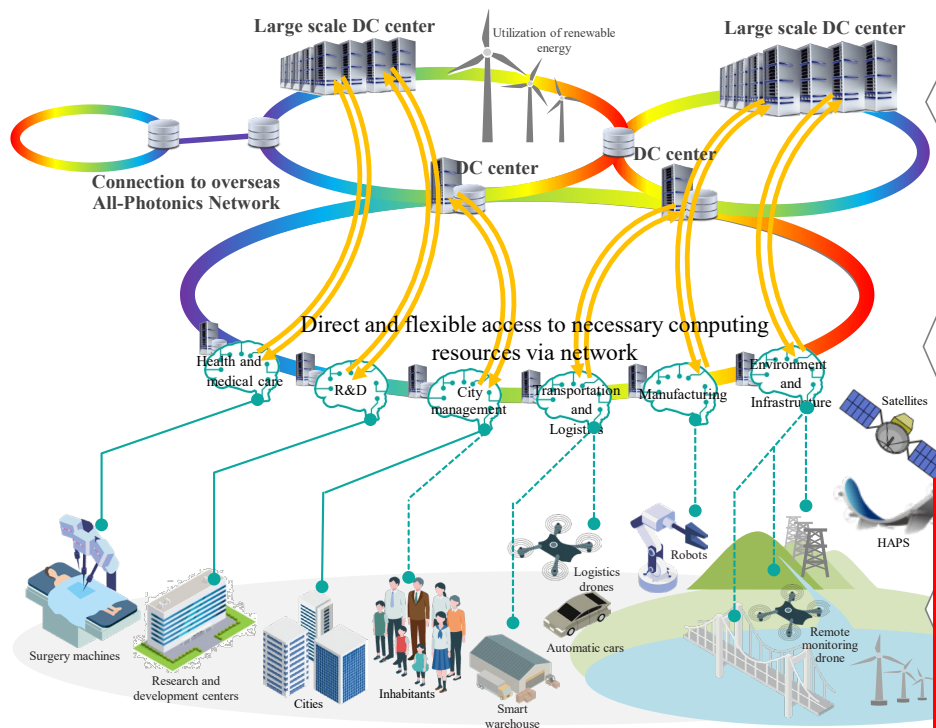 Large scale DC center
Utilization of renewable
energy
Large scale DC center
DC center
DC center
Connection to overseas
All-Photonics Network
Direct and flexible access to necessary computing
resources via network
Health and
medical care
R&D
City
management
Transportation
and
Logistics
Manufacturing
Environment
and
Infrastructure
Satellites
HAPS
Robots
Logistics
drones
Automatic cars
Remote
monitoring
drone
Surgery machines
Research and
development centers
Cities
Inhabitants
Smart
warehouse